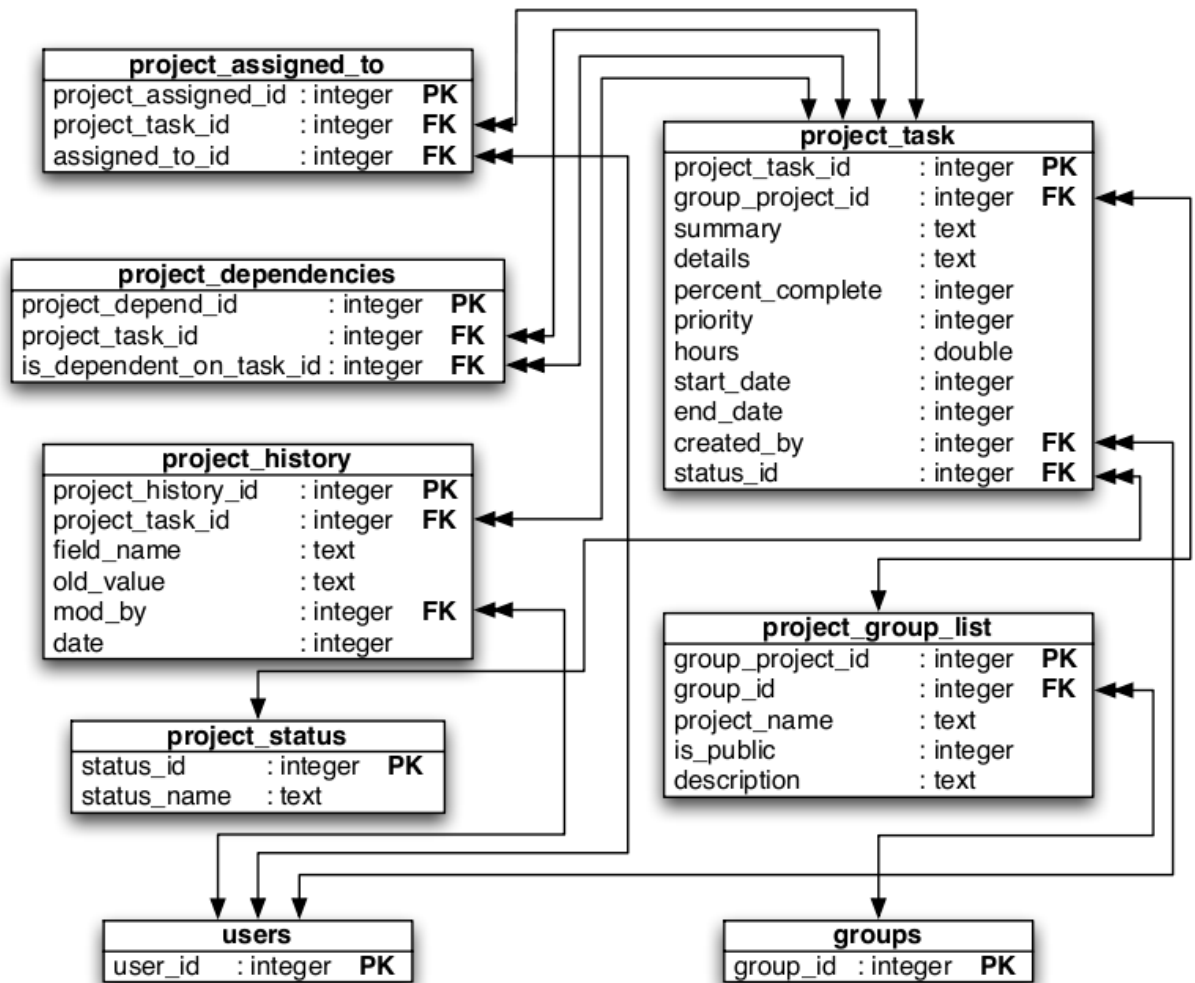 project_assigned_to
project_assigned_id : integer PK
project_task_id : integer FK
assigned_to_id : integer FK
project_dependencies
project_depend_id : integer PK
project_task_id : integer FK
is_dependent_on_task_id : integer FK
project_history
project_history_id : integer PK
project_task_id : integer FK
field_name : text
old_value : text
mod_by : integer FK
date : integer
project_status
status_id : integer PK
status_name : text
users
user_id : integer PK
project_task
project_task_id : integer PK
group_project_id : integer FK
summary : text
details : text
percent_complete : integer
priority : integer
hours : double
start_date : integer
end_date : integer
created_by : integer FK
status_id : integer FK
project_group_list
group_project_id : integer PK
group_id : integer FK
project_name : text
is_public : integer
description : text
groups
group_id : integer PK